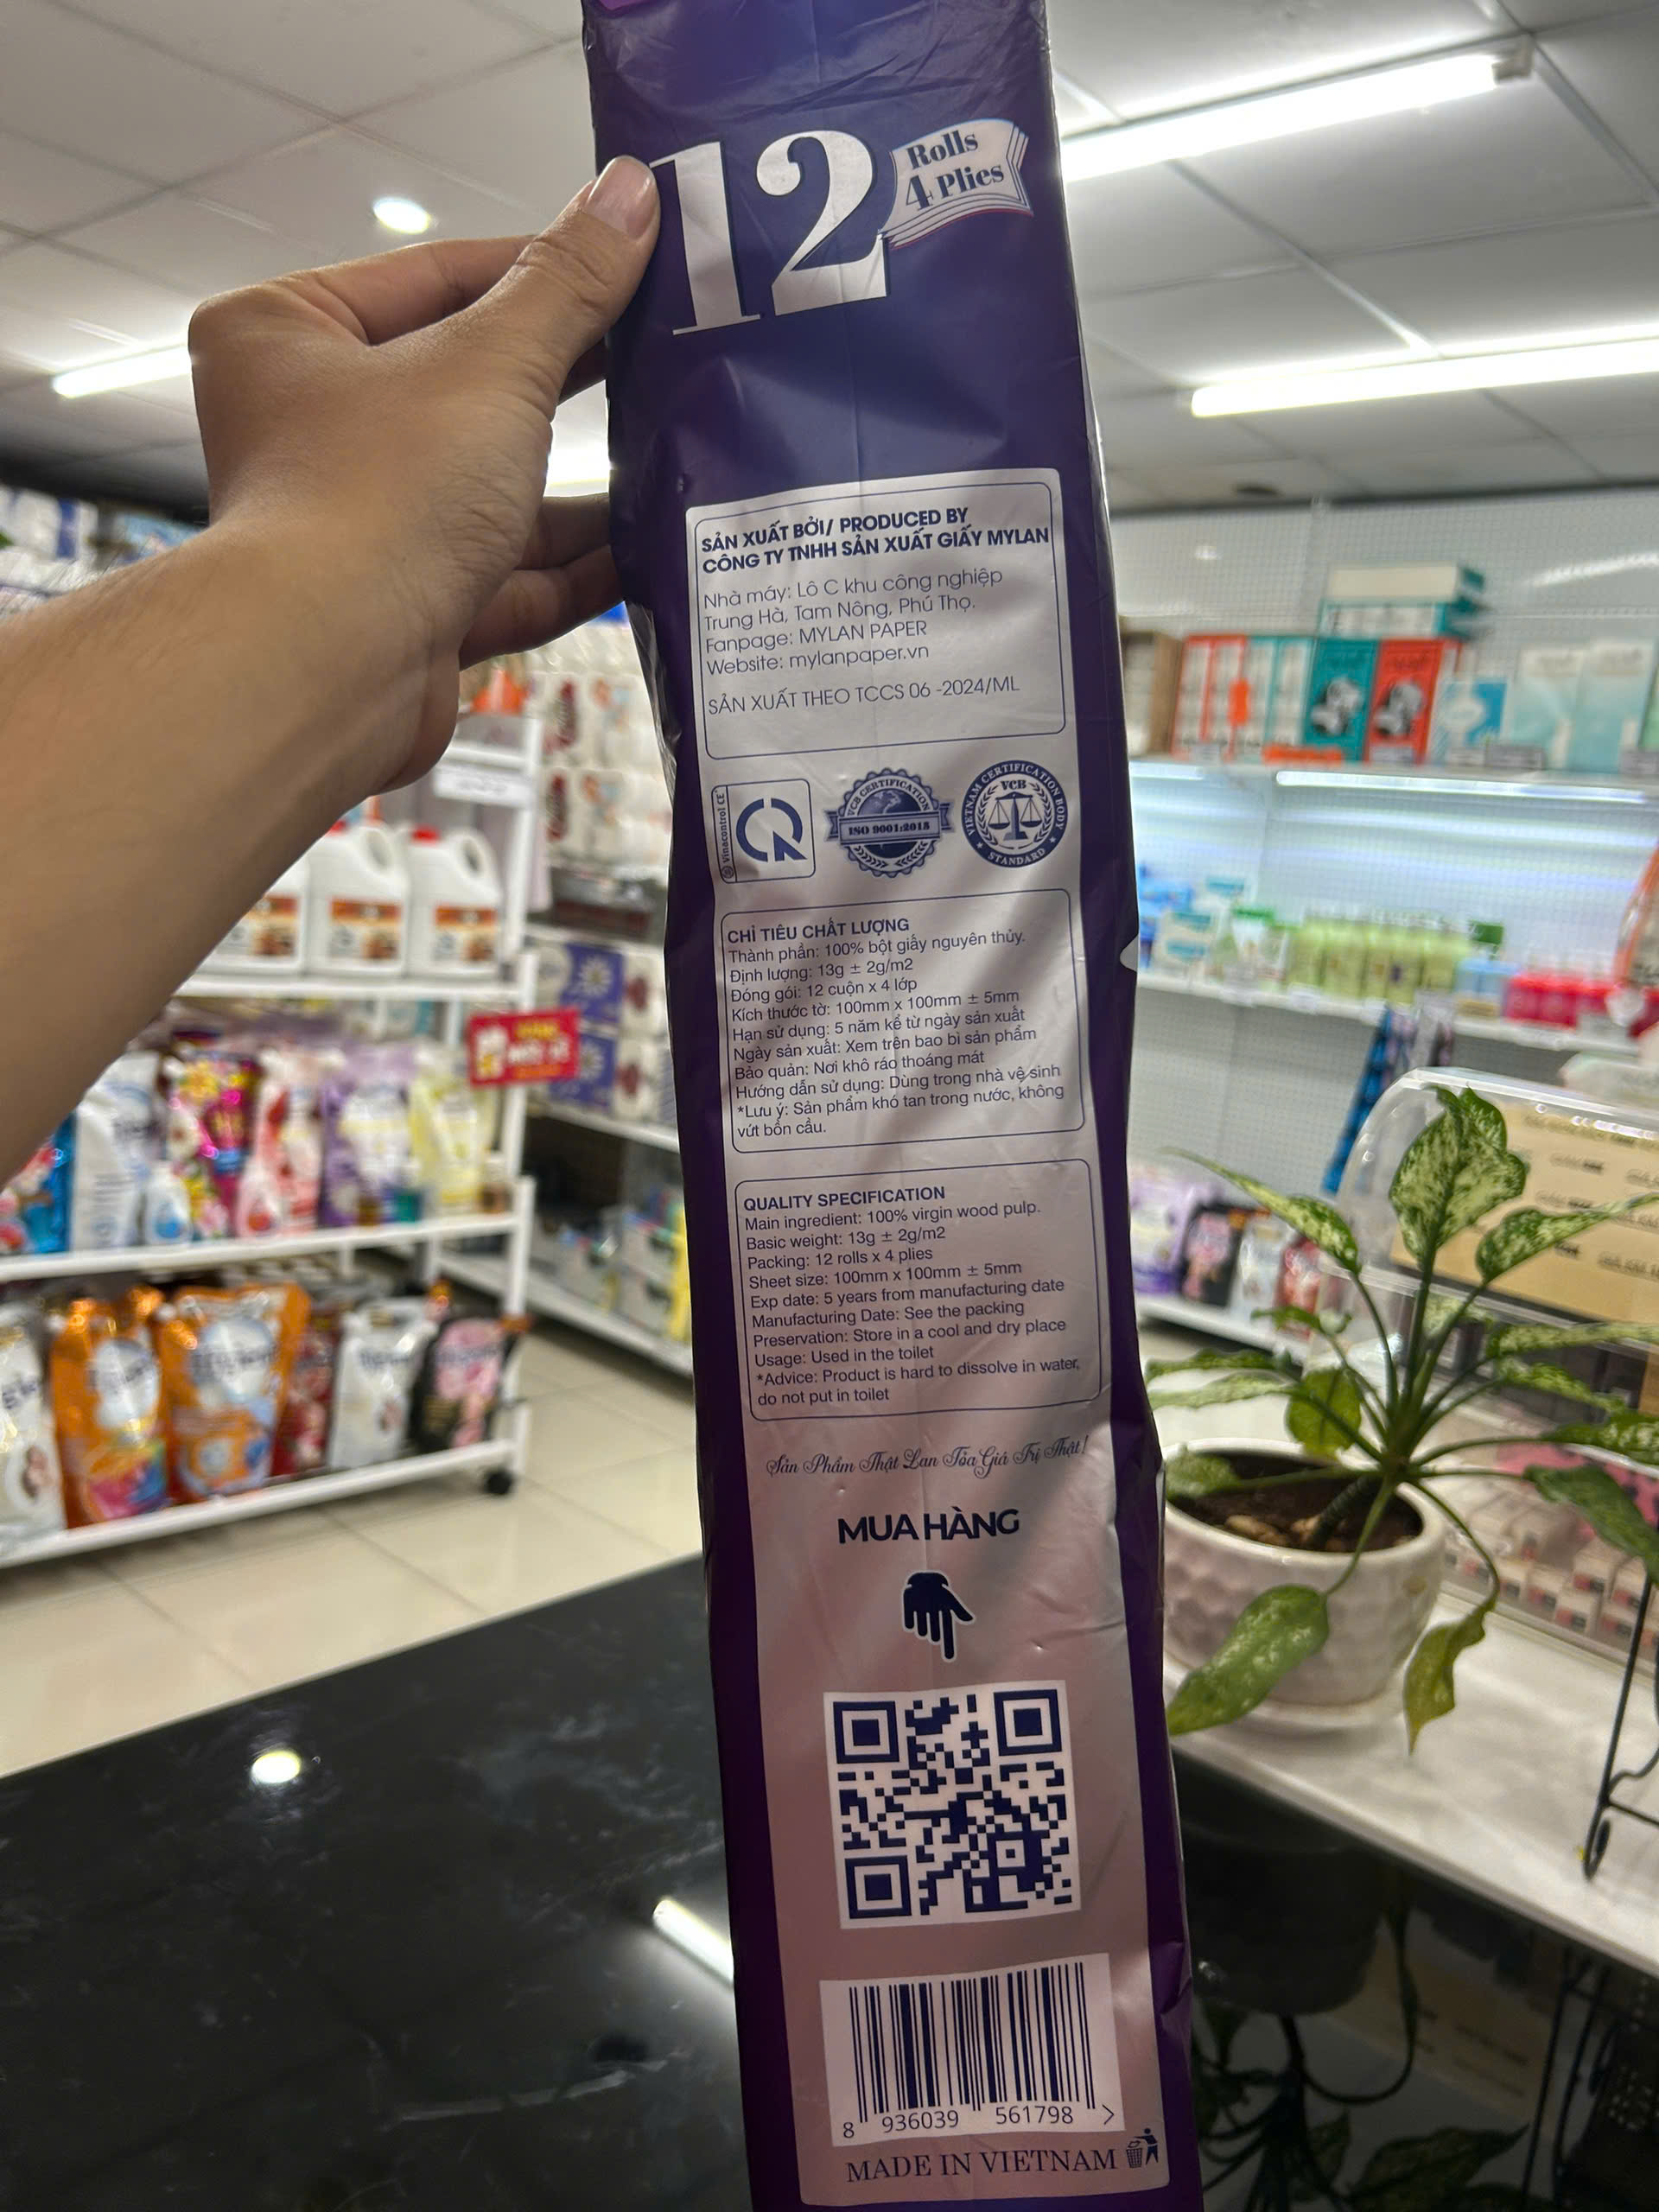 12
Rolls
4 Plies
SẢN XUẤT BỞI/ PRODUCED BY
CÔNG TY TNHH SẢN XUẤT GIẤY MYLAN
Nhà máy: Lô C khu công nghiệp
Trung Hà, Tam Nông, Phú Thọ.
Fanpage: MYLAN PAPER
Website: mylanpaper.vn
SẢN XUẤT THEO TCCS 06 -2024/ML
vinacontrol CE
VCB CERTIFICATION
ISO 9001:2015
VIETNAM CERTIFICATION BODY
VCB
STANDARD
CHỈ TIÊU CHẤT LƯỢNG
Thành phần: 100% bột giấy nguyên thủy.
Định lượng: 13g ± 2g/m2
Đóng gói: 12 cuộn x 4 lớp
Kích thước tờ: 100mm x 100mm ± 5mm
Hạn sử dụng: 5 năm kể từ ngày sản xuất
Ngày sản xuất: Xem trên bao bì sản phẩm
Bảo quản: Nơi khô ráo thoáng mát
Hướng dẫn sử dụng: Dùng trong nhà vệ sinh
*Lưu ý: Sản phẩm khó tan trong nước, không
vứt bồn cầu.
QUALITY SPECIFICATION
Main ingredient: 100% virgin wood pulp.
Basic weight: 13g ± 2g/m2
Packing: 12 rolls x 4 plies
Sheet size: 100mm x 100mm ± 5mm
Exp date: 5 years from manufacturing date
Manufacturing Date: See the packing
Preservation: Store in a cool and dry place
Usage: Used in the toilet
*Advice: Product is hard to dissolve in water,
do not put in toilet
Sản Phẩm Thật Lan Tỏa Giá Trị Thật!
MUA HÀNG
8 936039 561798 >
MADE IN VIETNAM